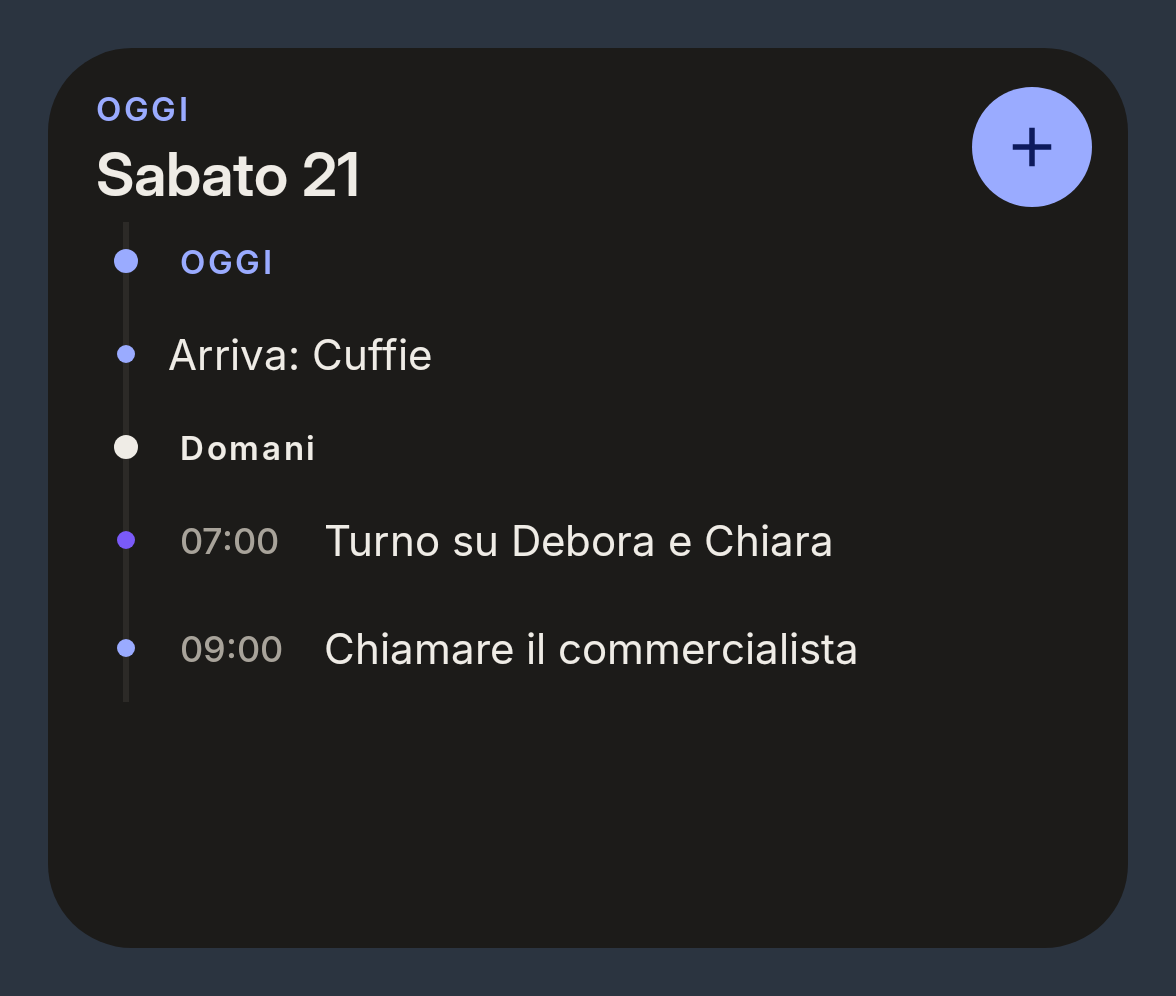 OGGI
Sabato 21
OGGI
Arriva: Cuffie
Domani
07:00 Turno su Debora e Chiara
09:00 Chiamare il commercialista